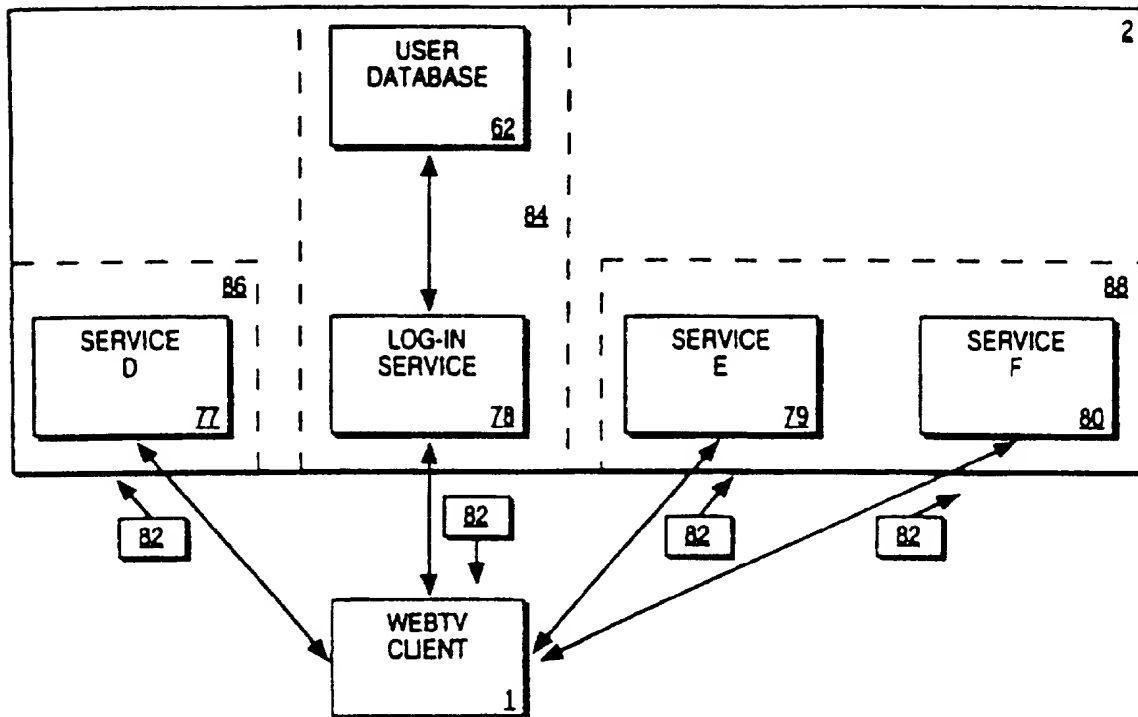 2
USER
DATABASE
62
84
86
88
SERVICE
D
77
LOG-IN
SERVICE
78
SERVICE
E
79
SERVICE
F
80
82
82
82
82
WEBTV
CLIENT
1